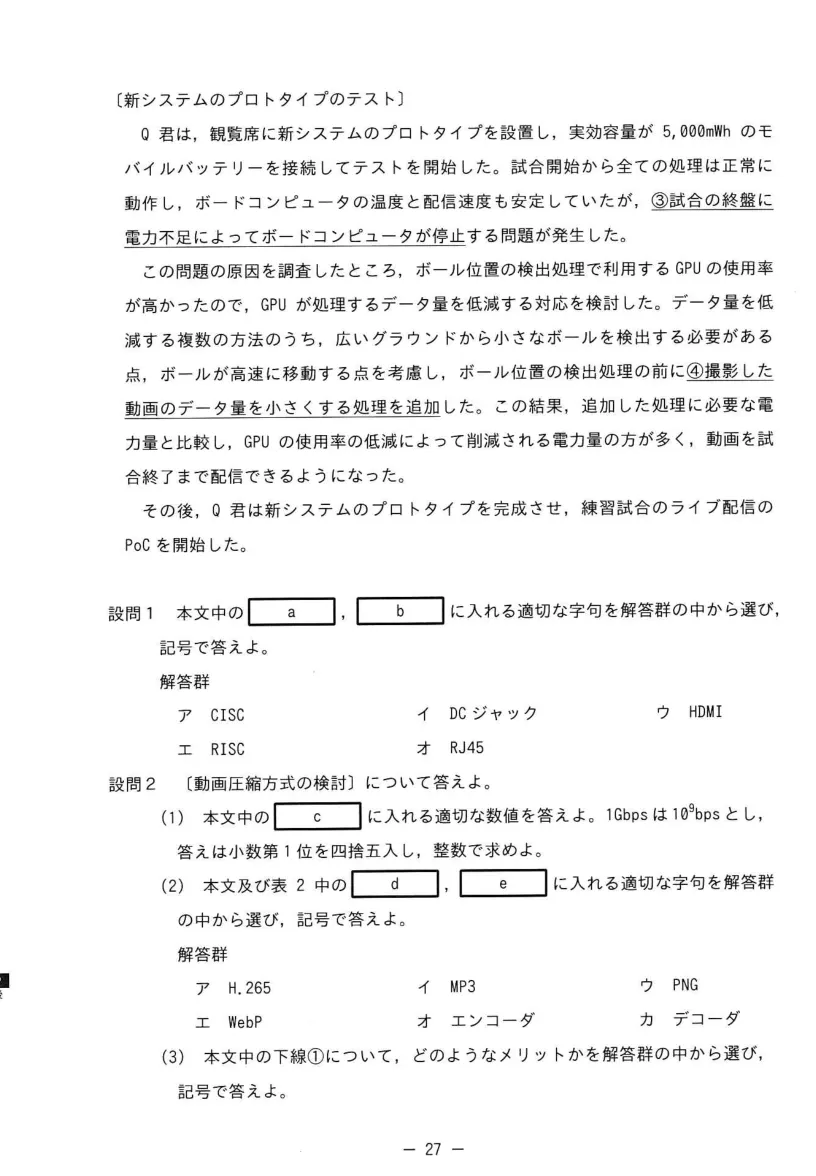 〔新システムのプロトタイプのテスト〕
Q 君は，観覧席に新システムのプロトタイプを設置し，実効容量が 5,000mWh のモ
バイルバッテリーを接続してテストを開始した。試合開始から全ての処理は正常に
動作し，ボードコンピュータの温度と配信速度も安定していたが，③試合の終盤に
電力不足によってボードコンピュータが停止する問題が発生した。
この問題の原因を調査したところ，ボール位置の検出処理で利用する GPU の使用率
が高かったので，GPU が処理するデータ量を低減する対応を検討した。データ量を低
減する複数の方法のうち，広いグラウンドから小さなボールを検出する必要がある
点，ボールが高速に移動する点を考慮し，ボール位置の検出処理の前に④撮影した
動画のデータ量を小さくする処理を追加した。この結果，追加した処理に必要な電
力量と比較し，GPU の使用率の低減によって削減される電力量の方が多く，動画を試
合終了まで配信できるようになった。
その後，Q 君は新システムのプロトタイプを完成させ，練習試合のライブ配信の
PoC を開始した。
設問１ 本文中の a ， b に入れる適切な字句を解答群の中から選び，
記号で答えよ。
解答群
ア CISC イ DC ジャック ウ HDMI
エ RISC オ RJ45
設問２ 〔動画圧縮方式の検討〕について答えよ。
(1) 本文中の c に入れる適切な数値を答えよ。1Gbps は 10⁹bps とし，
答えは小数第 1 位を四捨五入し，整数で求めよ。
(2) 本文及び表 2 中の d ， e に入れる適切な字句を解答群
の中から選び，記号で答えよ。
解答群
ア H.265 イ MP3 ウ PNG
エ WebP オ エンコーダ カ デコーダ
(3) 本文中の下線①について，どのようなメリットかを解答群の中から選び，
記号で答えよ。
－ 27 －